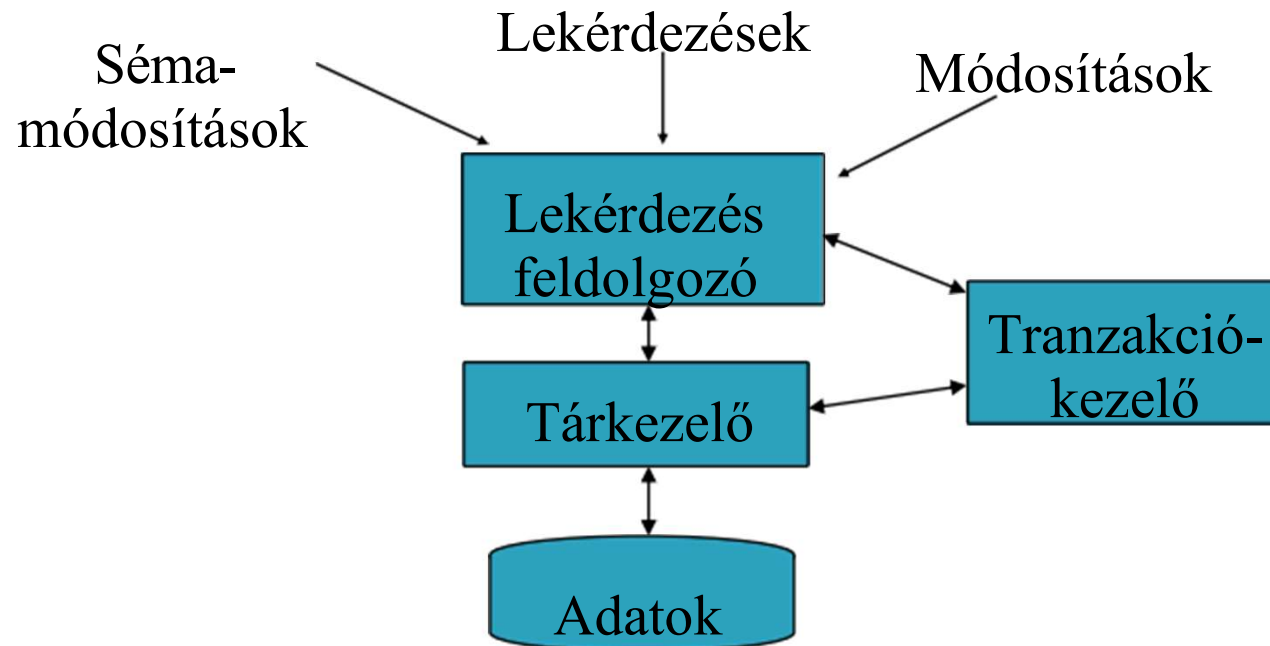 Lekérdezések
Séma-
módosítások
Módosítások
Lekérdezés
feldolgozó
Tranzakció-
kezelő
Tárkezelő
Adatok